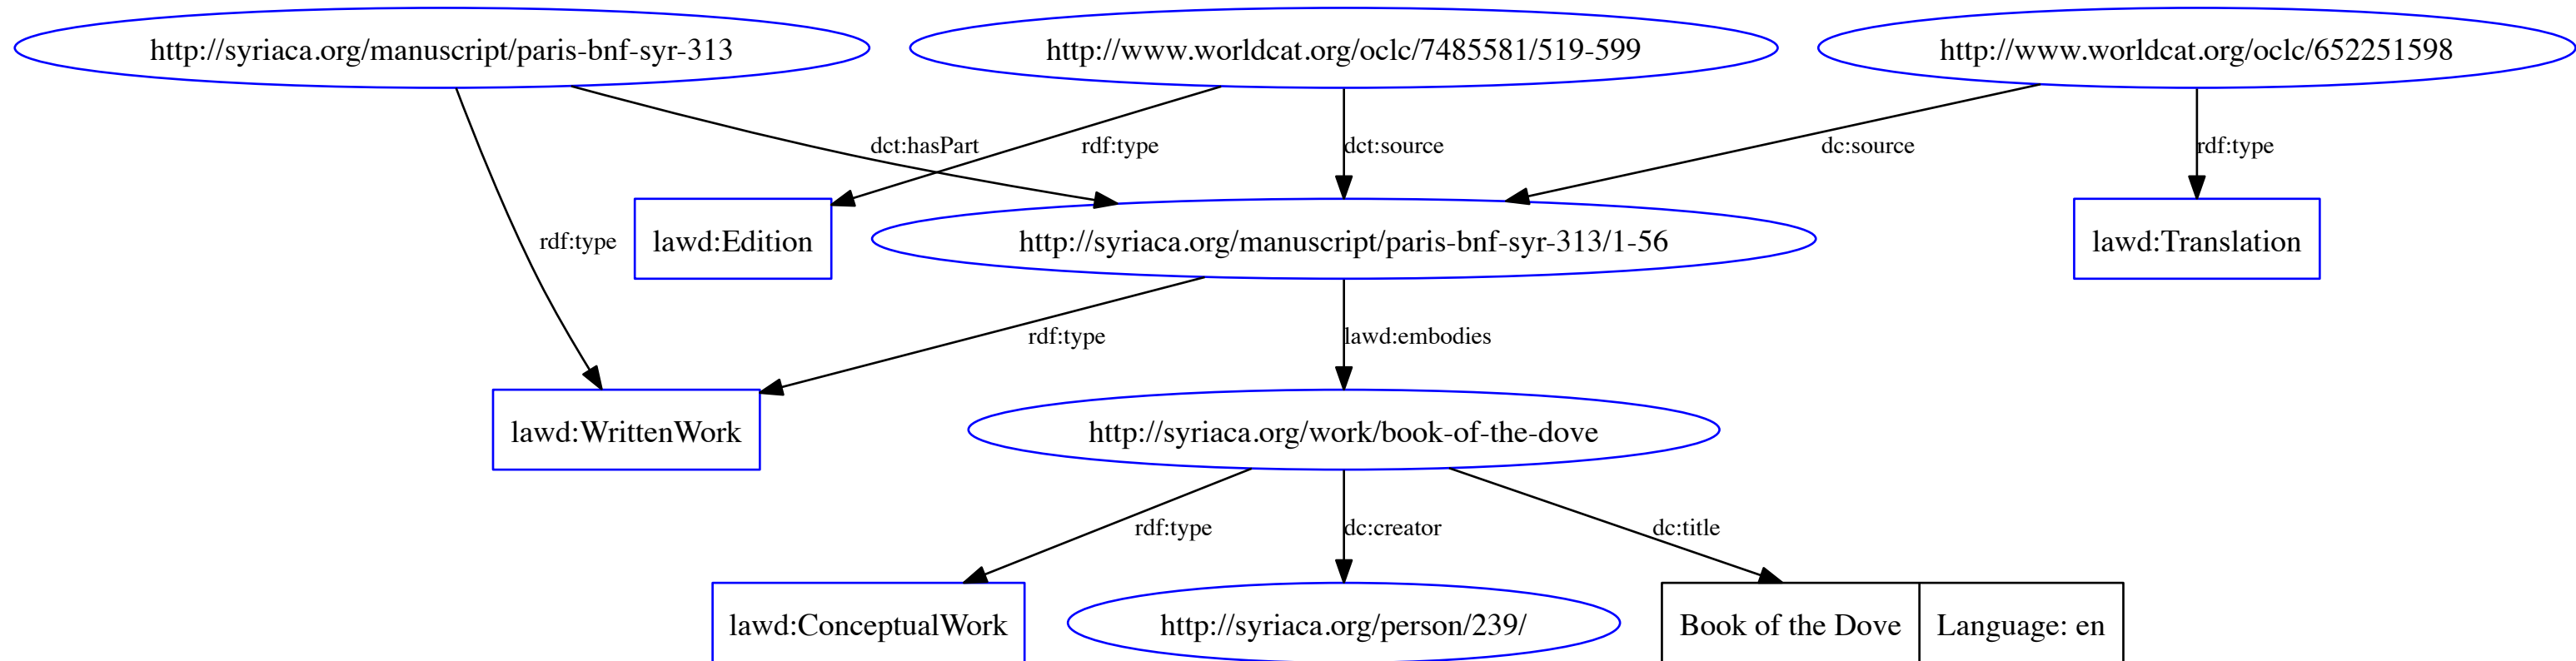 http://syriaca.org/manuscript/paris-bnf-syr-313
http://www.worldcat.org/oclc/7485581/519-599
http://www.worldcat.org/oclc/652251598
dct:hasPart
rdf:type
dct:source
dc:source
rdf:type
rdf:type
lawd:Edition
http://syriaca.org/manuscript/paris-bnf-syr-313/1-56
lawd:Translation
rdf:type
lawd:embodies
lawd:WrittenWork
http://syriaca.org/work/book-of-the-dove
rdf:type
dc:creator
dc:title
lawd:ConceptualWork
http://syriaca.org/person/239/
Book of the Dove
Language: en